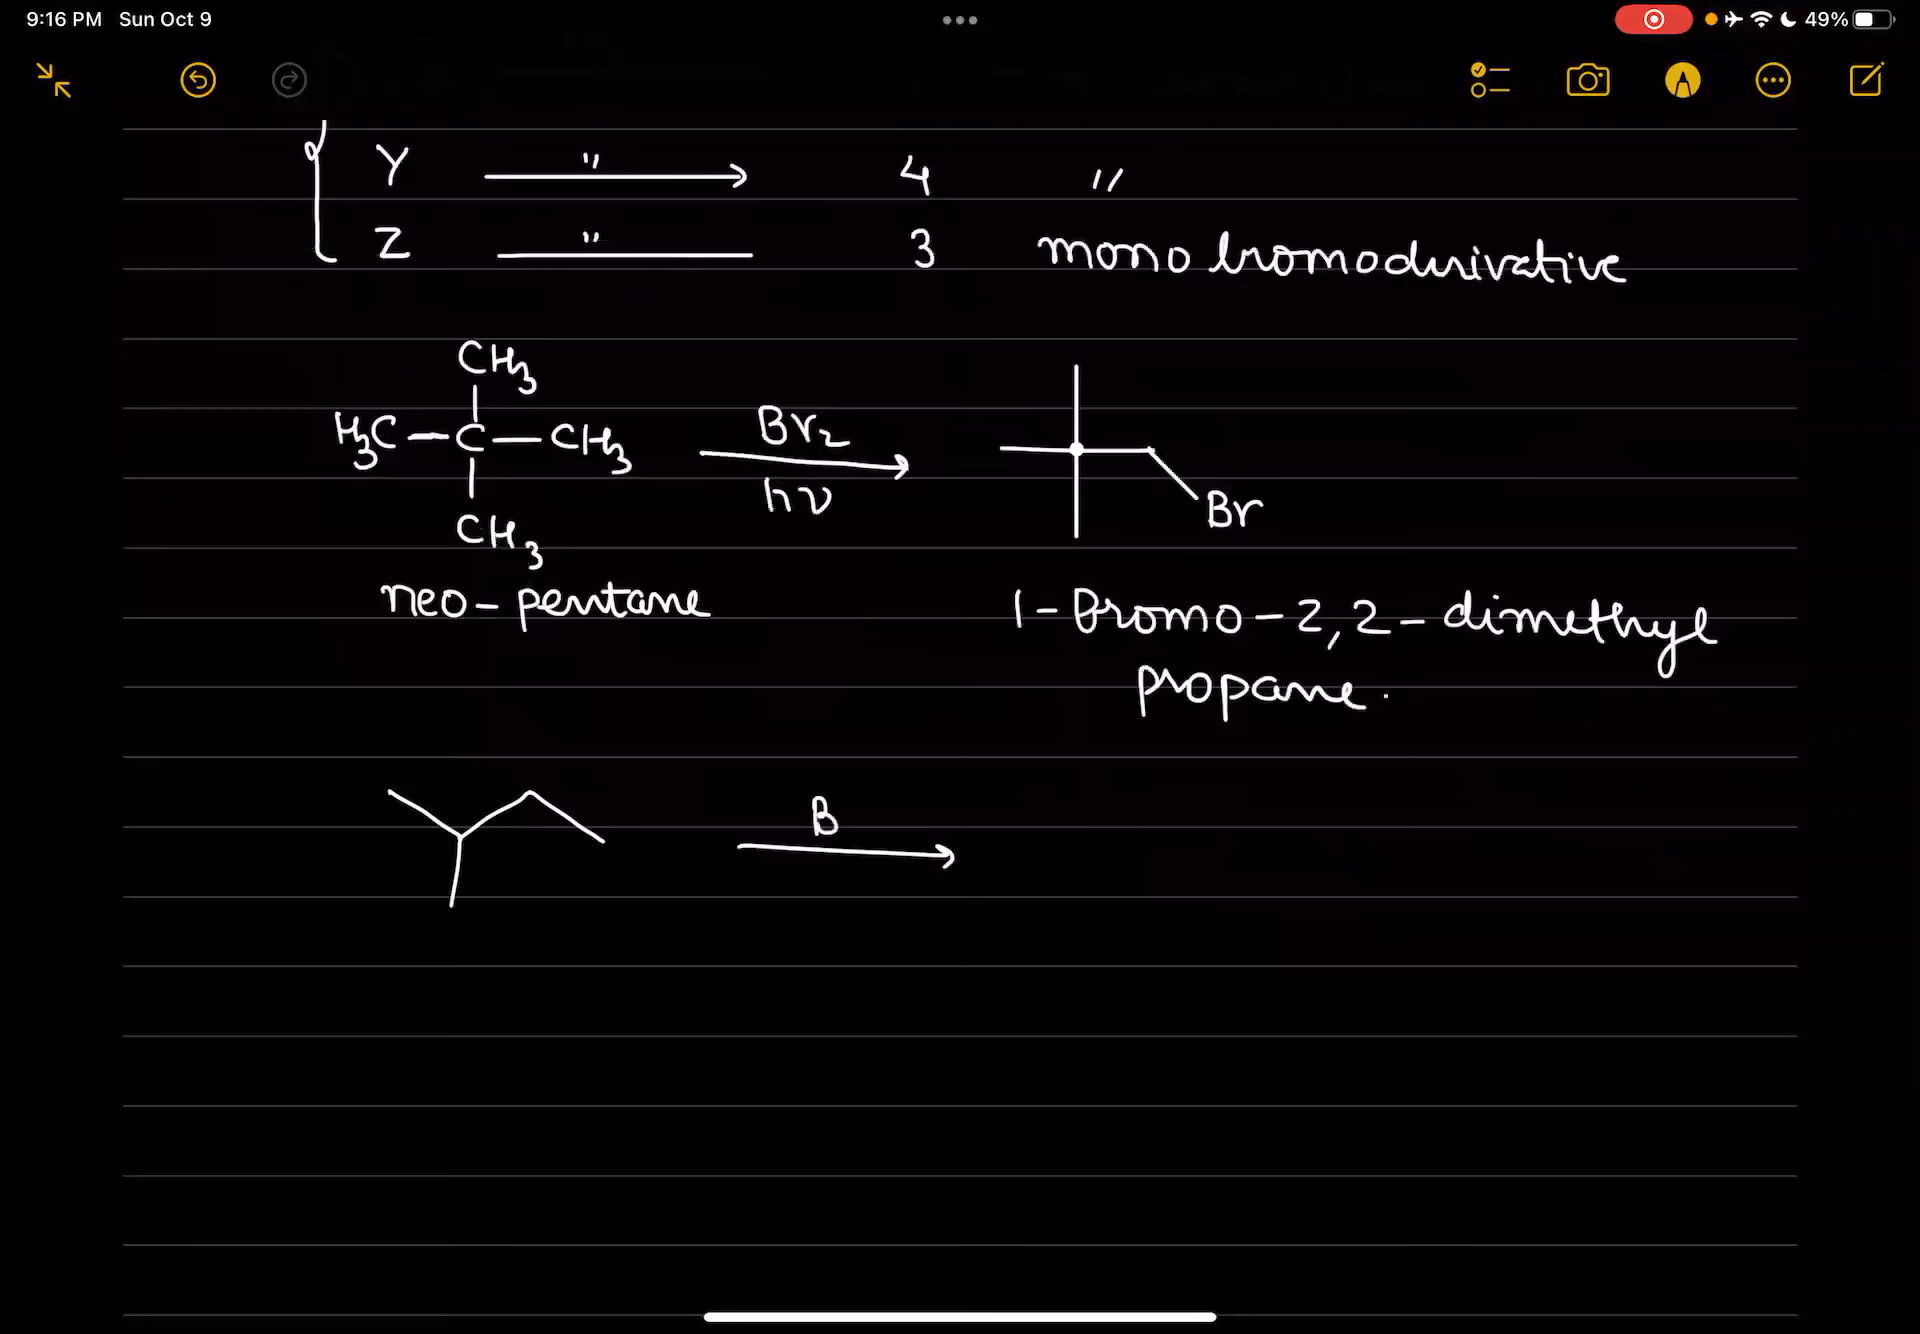 9:16 PM Sun Oct 9
49%
Y " 4 "
Z " 3 mono bromoderivative
CH3
H3C-C-CH3 Br2
hν
CH3
Br
neo-pentane
1-Bromo-2,2-dimethyl
propane.
B